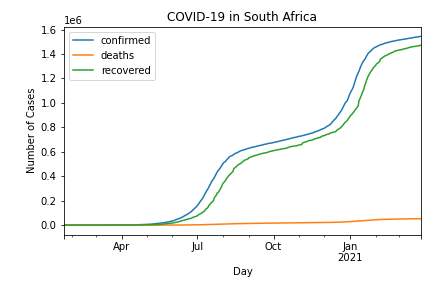 COVID-19 in South Africa
1e6
confirmed
deaths
recovered
1.6
1.4
1.2
1.0
0.8
0.6
0.4
0.2
0.0
Number of Cases
Apr
Jul
Oct
Jan
2021
Day